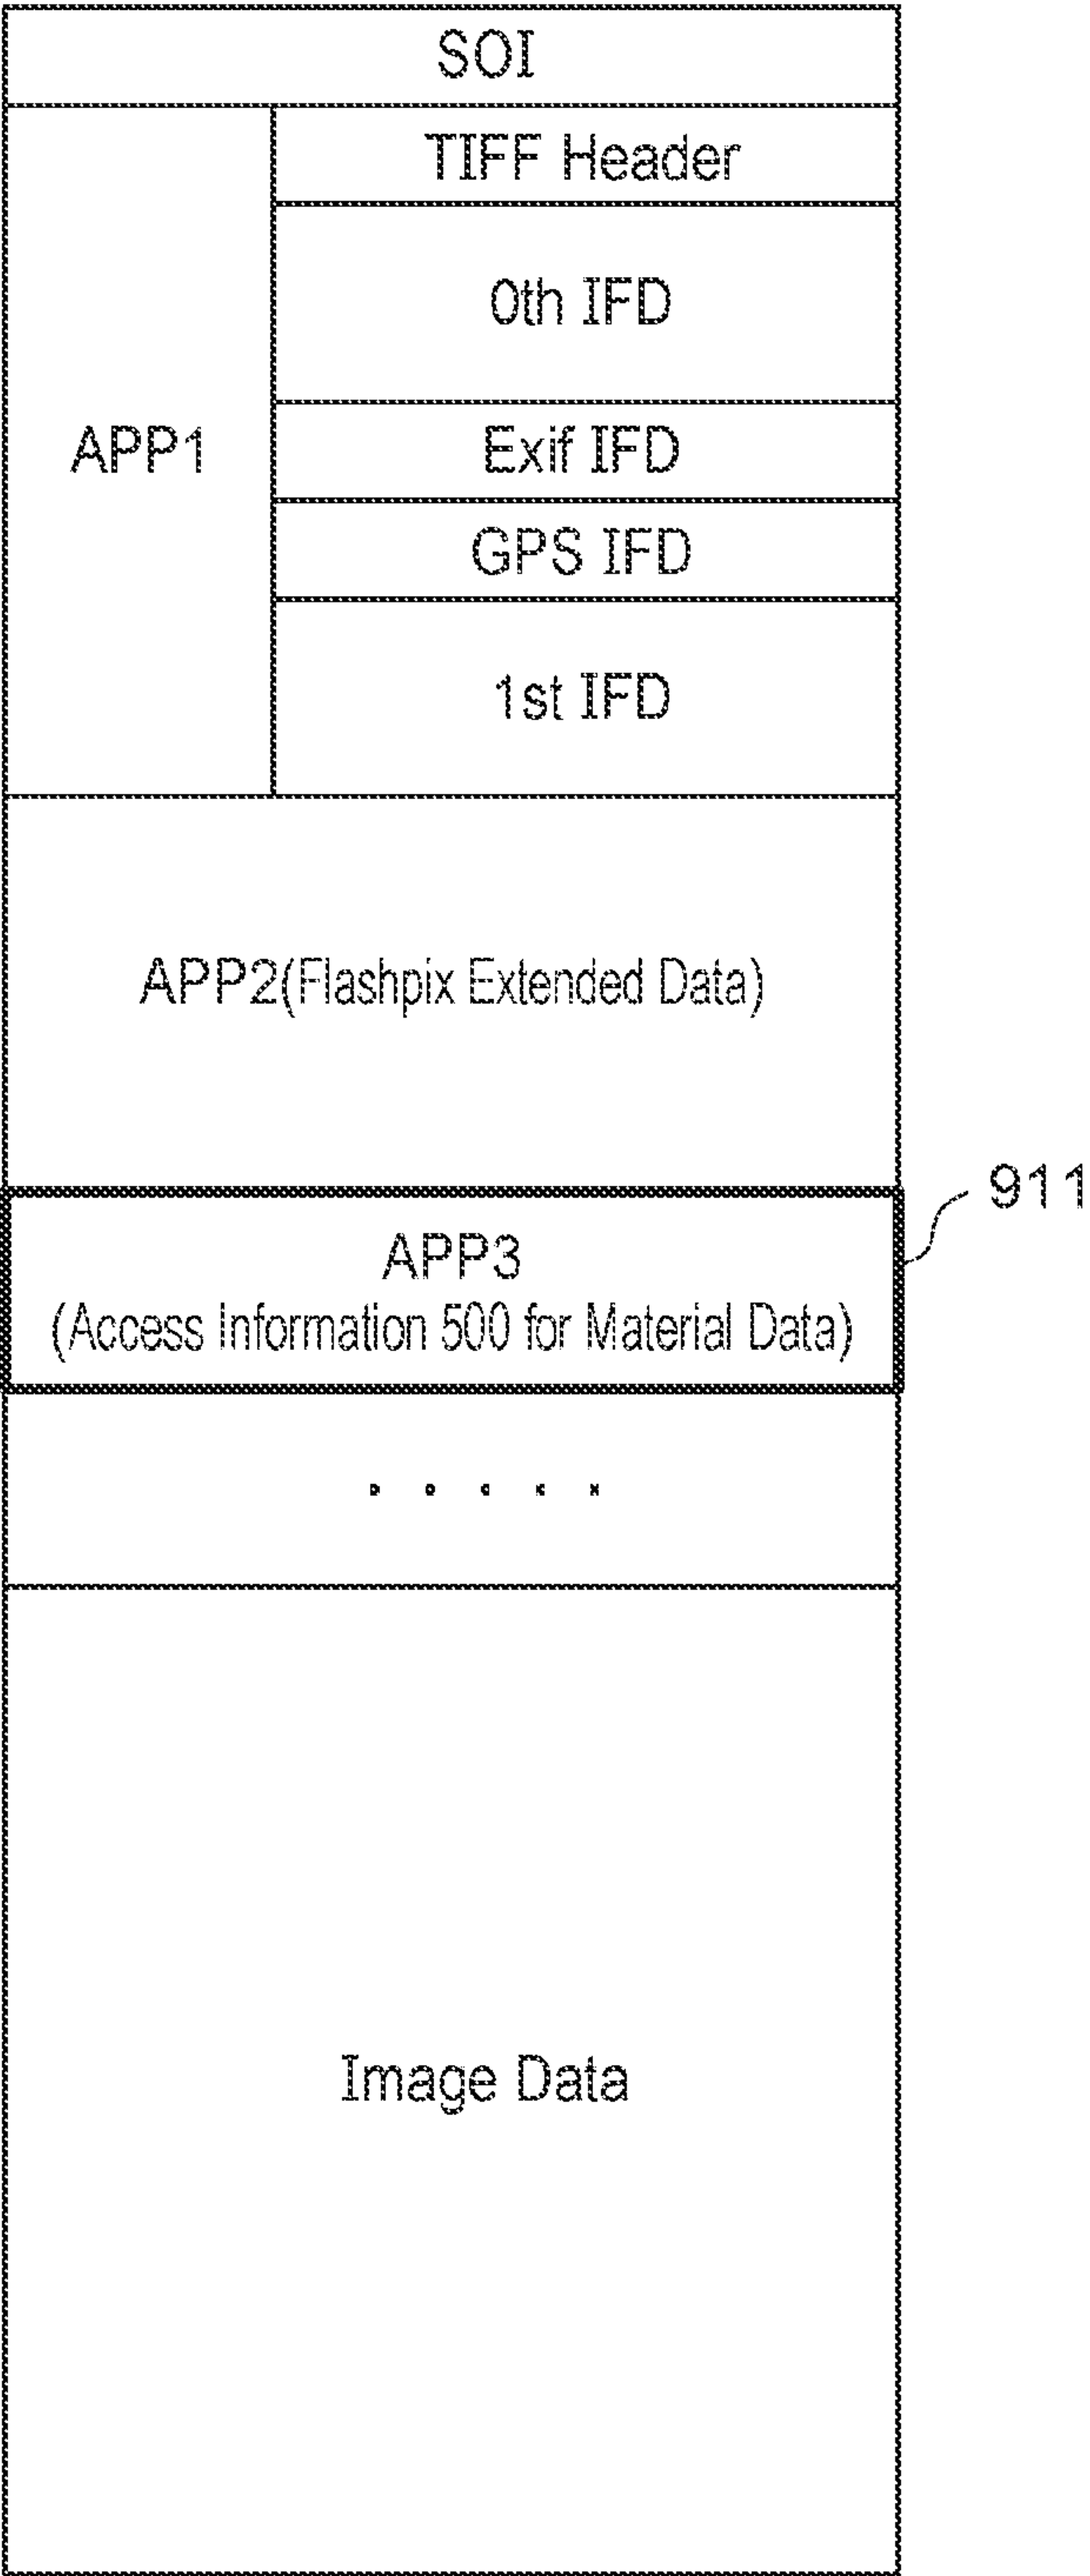 SOI
TIFF Header
0th IFD
APP1
Exif IFD
GPS IFD
1st IFD
APP2(Flashpix Extended Data)
911
APP3
(Access Information 500 for Material Data)
.....
Image Data